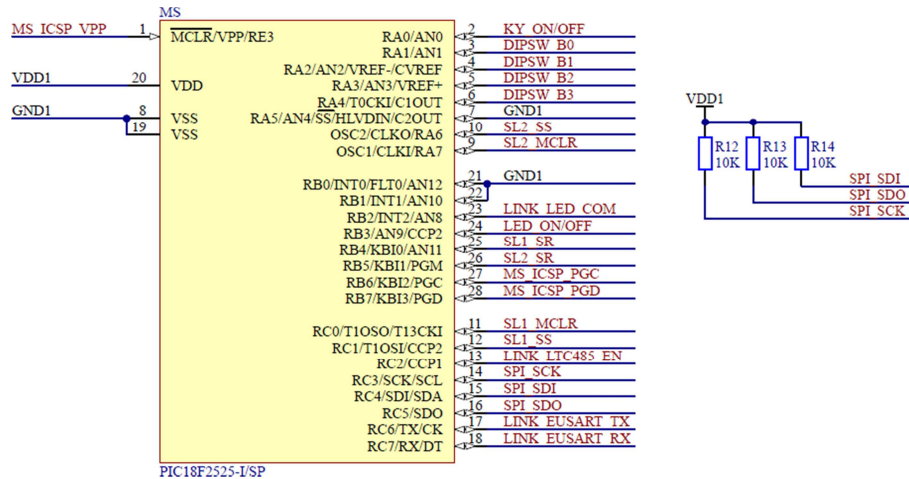 MS
MS_ICSP_VPP 1 MCLR/VPP/RE3 RA0/AN0 2 KY_ON/OFF
RA1/AN1 3 DIPSW_B0
RA2/AN2/VREF-/CVREF 4 DIPSW_B1
VDD1 20 VDD RA3/AN3/VREF+ 5 DIPSW_B2
RA4/T0CKI/C1OUT 6 DIPSW_B3
GND1 8 VSS RA5/AN4/SS/HLVDIN/C2OUT 7 GND1
19 VSS OSC2/CLKO/RA6 10 SL2_SS
OSC1/CLKI/RA7 9 SL2_MCLR
RB0/INT0/FLT0/AN12 21 GND1
RB1/INT1/AN10 22
RB2/INT2/AN8 23 LINK_LED_COM
RB3/AN9/CCP2 24 LED_ON/OFF
RB4/KBI0/AN11 25 SL1_SR
RB5/KBI1/PGM 26 SL2_SR
RB6/KBI2/PGC 27 MS_ICSP_PGC
RB7/KBI3/PGD 28 MS_ICSP_PGD
RC0/T1OSO/T13CKI 11 SL1_MCLR
RC1/T1OSI/CCP2 12 SL1_SS
RC2/CCP1 13 LINK_LTC485_EN
RC3/SCK/SCL 14 SPI_SCK
RC4/SDI/SDA 15 SPI_SDI
RC5/SDO 16 SPI_SDO
RC6/TX/CK 17 LINK_EUSART_TX
RC7/RX/DT 18 LINK_EUSART_RX
PIC18F2525-I/SP
VDD1
R12 R13 R14
10K 10K 10K
SPI_SDI
SPI_SDO
SPI_SCK